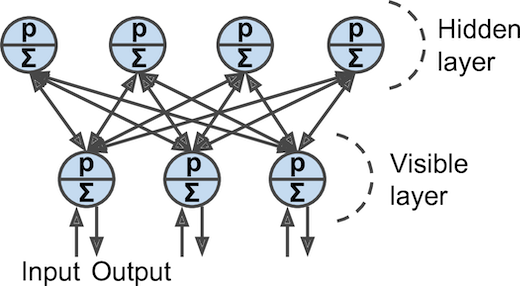 p p p p
Σ Σ Σ Σ
Hidden
layer
p p p
Σ Σ Σ
Visible
layer
Input Output